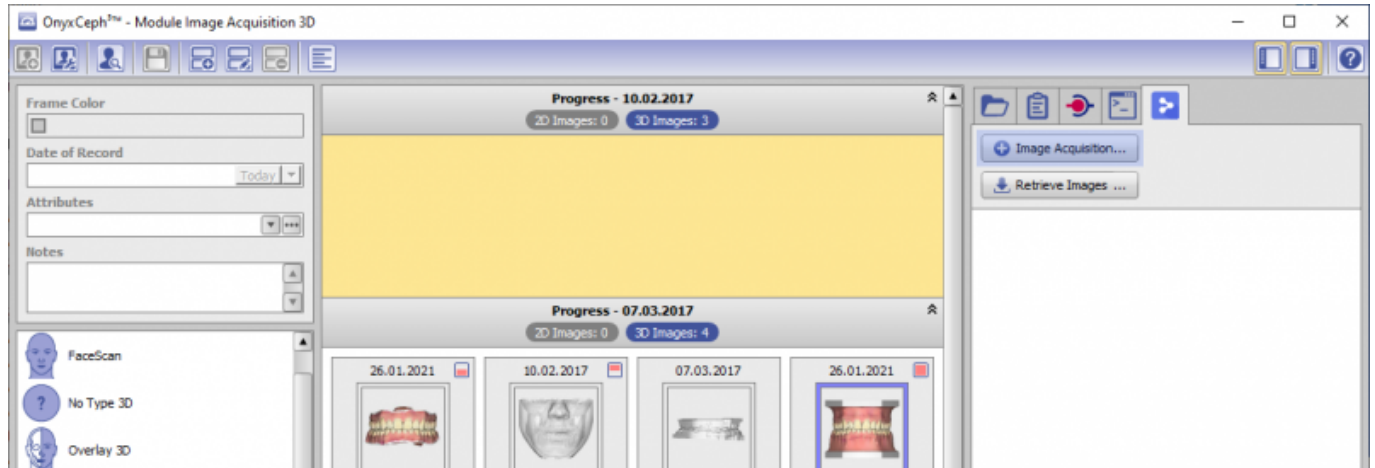 OnyxCeph³™ - Module Image Acquisition 3D
Frame Color
Date of Record
Today
Attributes
Notes
FaceScan
? No Type 3D
Overlay 3D
Progress - 10.02.2017
2D Images: 0 3D Images: 3
Progress - 07.03.2017
2D Images: 0 3D Images: 4
26.01.2021 10.02.2017 07.03.2017 26.01.2021
Image Acquisition...
Retrieve Images ...